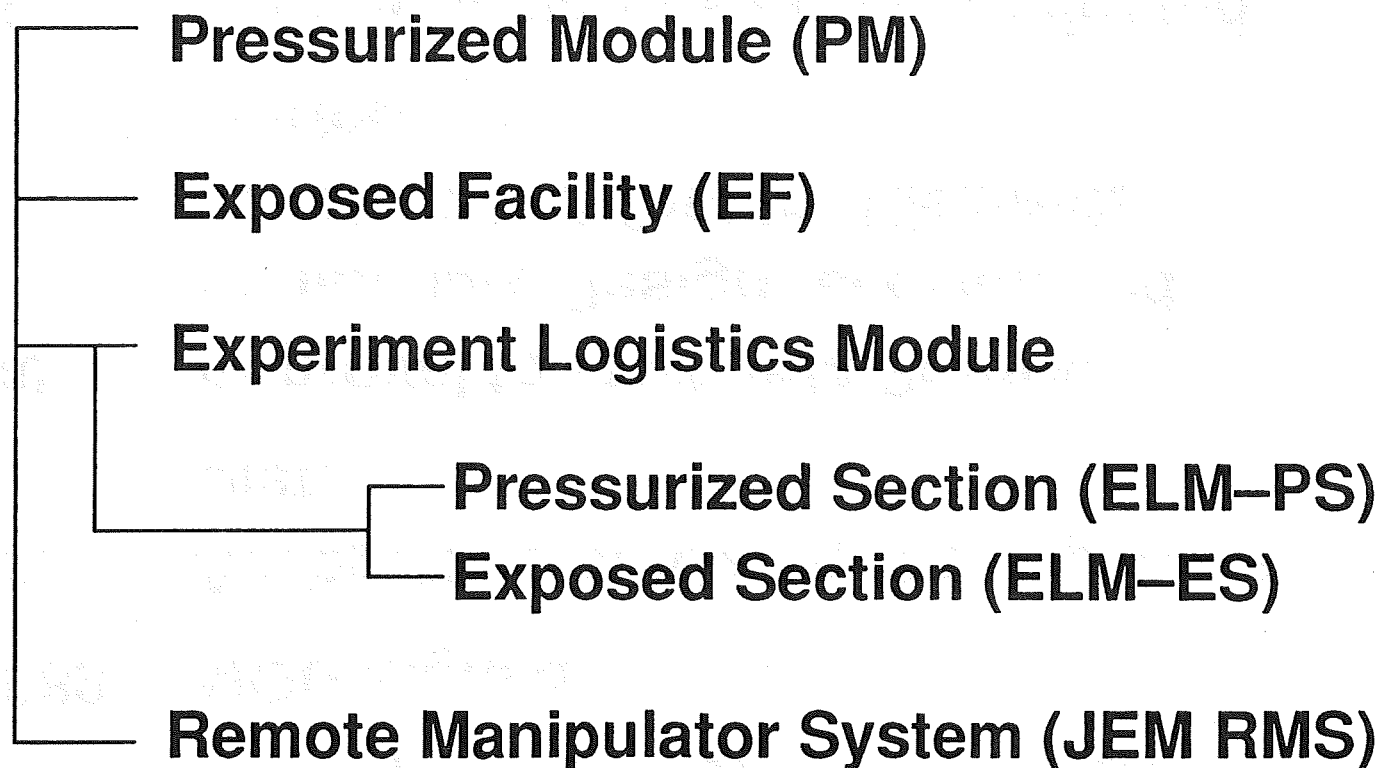 Pressurized Module (PM)
Exposed Facility (EF)
Experiment Logistics Module
Pressurized Section (ELM–PS)
Exposed Section (ELM–ES)
Remote Manipulator System (JEM RMS)